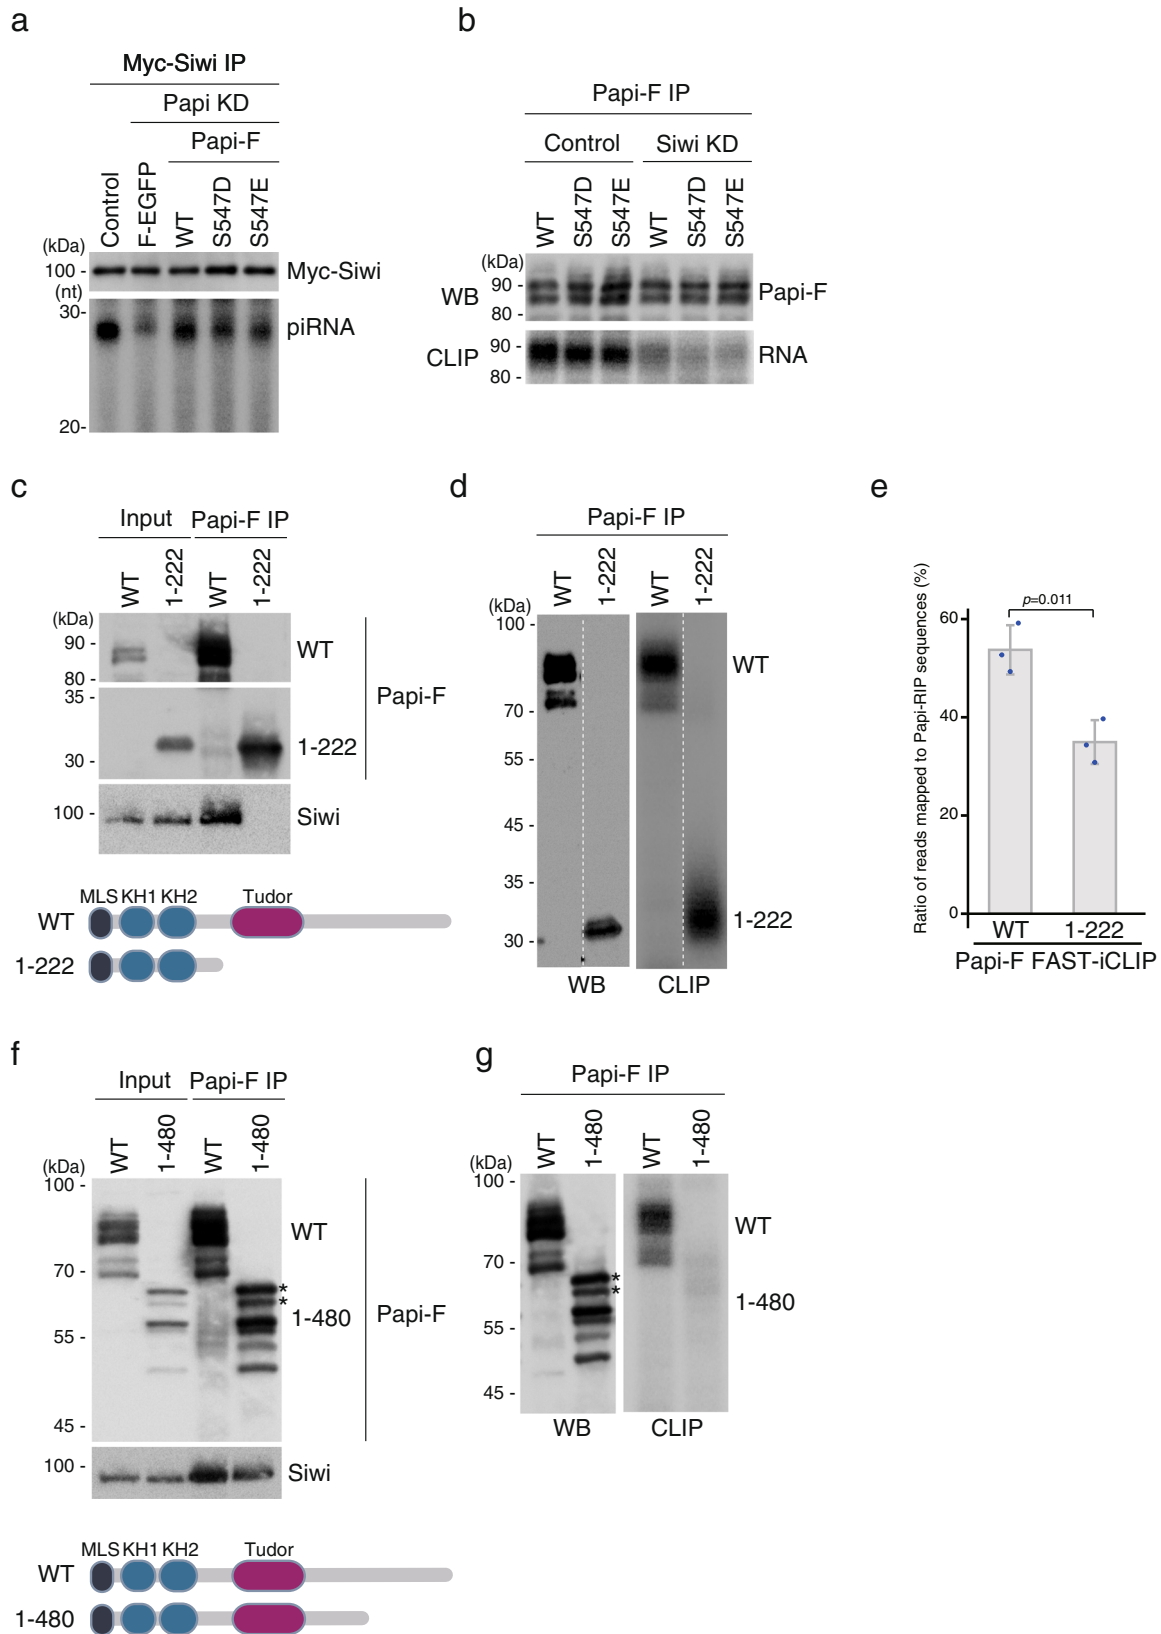 a
Myc-Siwi IP
Papi KD
Papi-F
Control
F-EGFP
WT
S547D
S547E
(kDa)
100 -
Myc-Siwi
(nt)
30-
piRNA
20-
b
Papi-F IP
Control
Siwi KD
WT
S547D
S547E
WT
S547D
S547E
(kDa)
WB
90 -
80 -
Papi-F
CLIP
90 -
80 -
RNA
c
Input
Papi-F IP
WT
1-222
WT
1-222
(kDa)
90 -
WT
80 -
35 -
Papi-F
1-222
30 -
100 -
Siwi
MLS KH1 KH2 Tudor
WT
1-222
d
Papi-F IP
WT
1-222
WT
1-222
(kDa)
100 -
WT
70 -
55 -
45 -
35 -
1-222
30 -
WB
CLIP
e
Ratio of reads mapped to Papi-RIP sequences (%)
p=0.011
60
40
20
0
WT
1-222
Papi-F FAST-iCLIP
f
Input
Papi-F IP
WT
1-480
WT
1-480
(kDa)
100 -
WT
70 -
*
*
1-480
Papi-F
55 -
45 -
100 -
Siwi
MLS KH1 KH2 Tudor
WT
1-480
g
Papi-F IP
WT
1-480
WT
1-480
(kDa)
100 -
WT
70 -
*
*
1-480
55 -
45 -
WB
CLIP